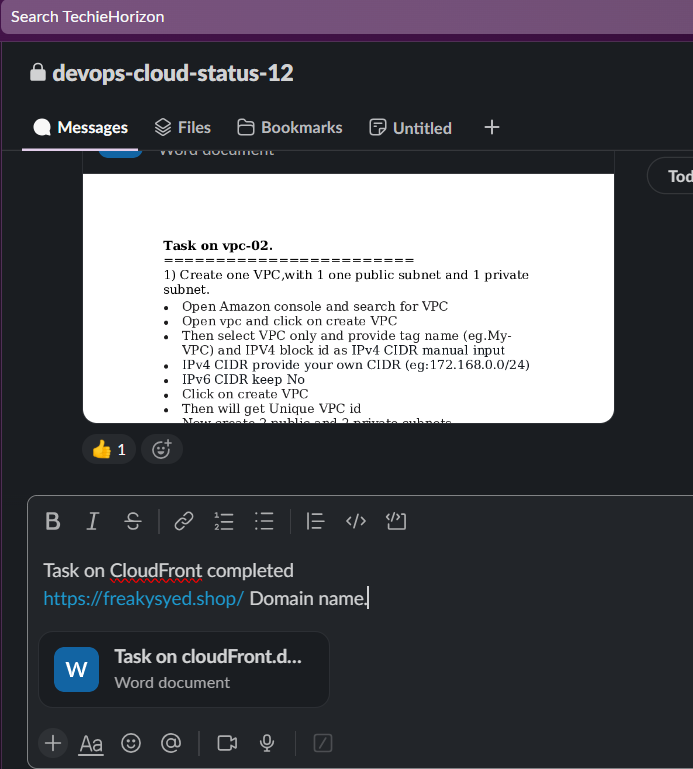 Search TechieHorizon
devops-cloud-status-12
Messages Files Bookmarks Untitled
Word document
Tod
Task on vpc-02.
========================
1) Create one VPC,with 1 one public subnet and 1 private
subnet.
• Open Amazon console and search for VPC
• Open vpc and click on create VPC
• Then select VPC only and provide tag name (eg.My-
VPC) and IPV4 block id as IPv4 CIDR manual input
• IPv4 CIDR provide your own CIDR (eg:172.168.0.0/24)
• IPv6 CIDR keep No
• Click on create VPC
• Then will get Unique VPC id
Now create 2 public and 2 private subnets
1
Task on CloudFront completed
https://freakysyed.shop/ Domain name.
W
Task on cloudFront.d...
Word document
Aa